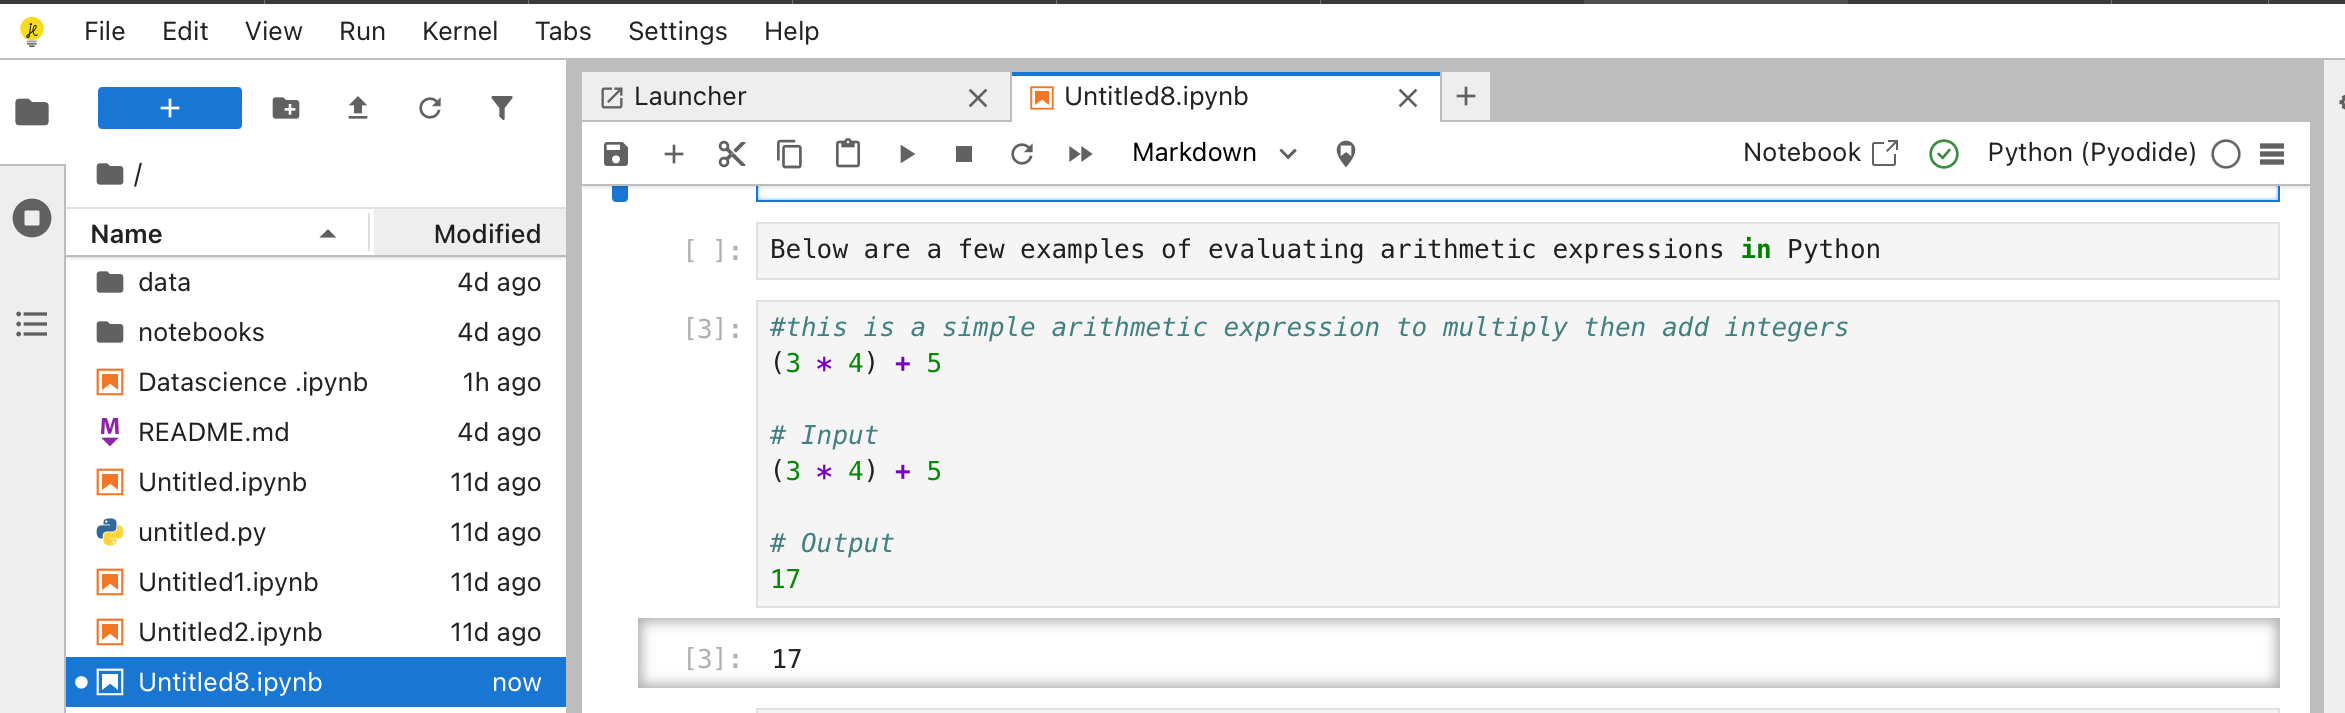 File Edit View Run Kernel Tabs Settings Help
Launcher
Untitled8.ipynb
Markdown
Notebook
Python (Pyodide)
/
Name Modified
data 4d ago
notebooks 4d ago
Datascience .ipynb 1h ago
README.md 4d ago
Untitled.ipynb 11d ago
untitled.py 11d ago
Untitled1.ipynb 11d ago
Untitled2.ipynb 11d ago
Untitled8.ipynb now
[ ]: Below are a few examples of evaluating arithmetic expressions in Python
[3]: #this is a simple arithmetic expression to multiply then add integers
(3 * 4) + 5
# Input
(3 * 4) + 5
# Output
17
[3]: 17